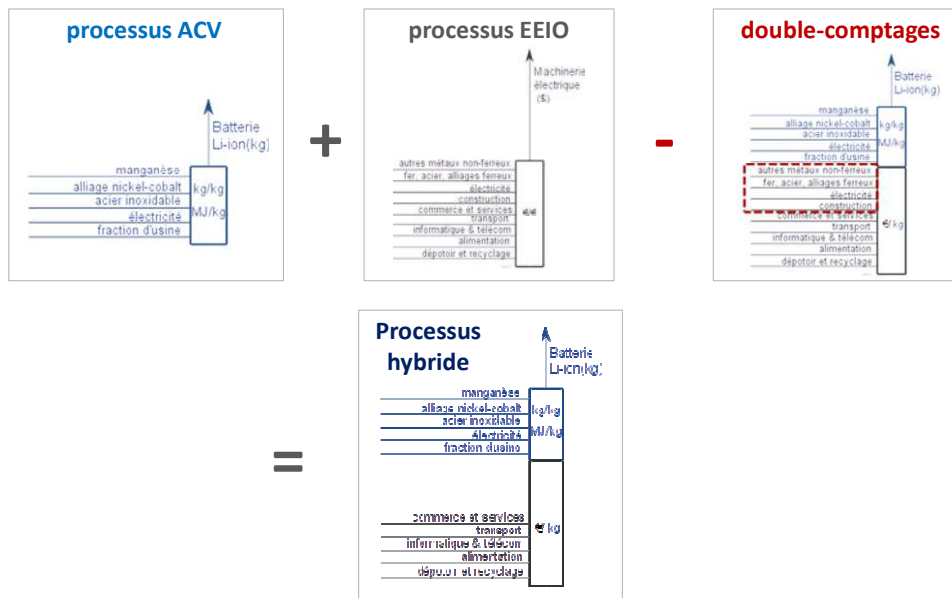 processus ACV
Batterie
Li-ion(kg)
manganèse
alliage nickel-cobalt
acier inoxidable
électricité
fraction d'usine
kg/kg
MJ/kg
+
processus EEIO
Machinerie
électrique
($)
autres métaux non-ferreux
fer, acier, alliages ferreux
électricité
construction
commerce et services
transport
informatique & télécom
alimentation
dépotoir et recyclage
...
€/€
-
double-comptages
Batterie
Li-ion(kg)
manganèse
alliage nickel-cobalt
acier inoxidable
électricité
fraction d'usine
kg/kg
MJ/kg
autres métaux non-ferreux
fer, acier, alliages ferreux
électricité
construction
commerce et services
transport
informatique & télécom
alimentation
dépotoir et recyclage
...
€/kg
=
Processus
hybride
Batterie
Li-ion(kg)
manganèse
alliage nickel-cobalt
acier inoxidable
électricité
fraction dusino
kg/kg
MJ/kg
commerce et services
transport
informatique & télécom
alimentation
dépotoir et recyclage
€/kg